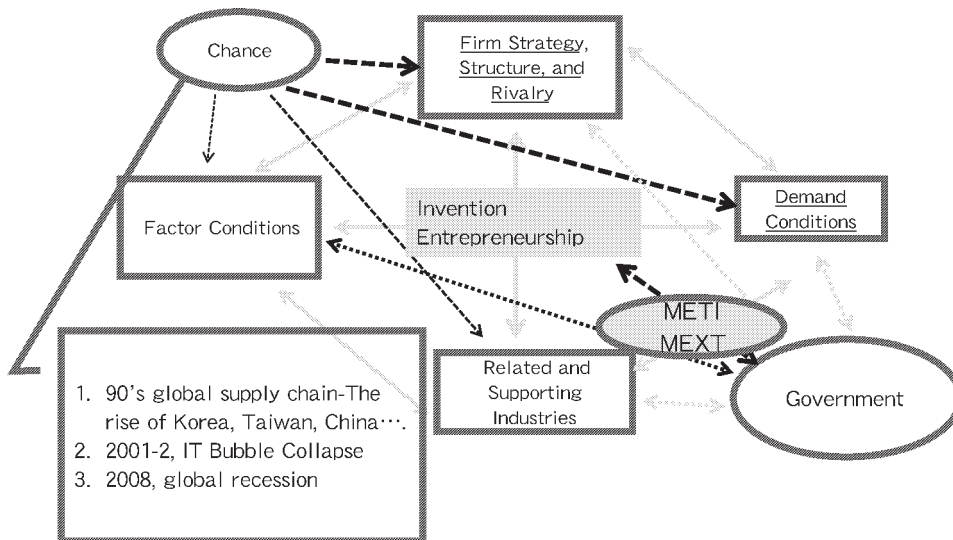 Chance
Firm Strategy,
Structure, and
Rivalry
Factor Conditions
Invention
Entrepreneurship
Demand
Conditions
METI
MEXT
Related and
Supporting
Industries
Government
1. 90's global supply chain-The
rise of Korea, Taiwan, China….
2. 2001-2, IT Bubble Collapse
3. 2008, global recession